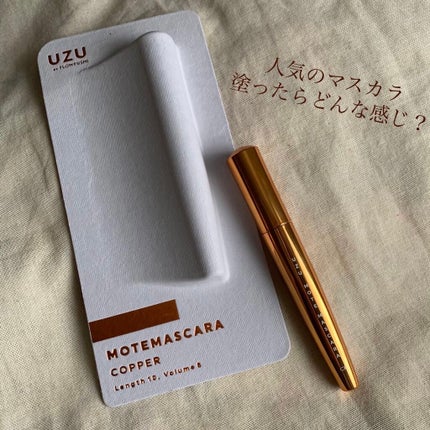 UZU
BY FLOWFUSHI
人気のマスカラ
塗ったらどんな感じ？
MOTEMASCARA
COPPER
Length 12, Volume 8